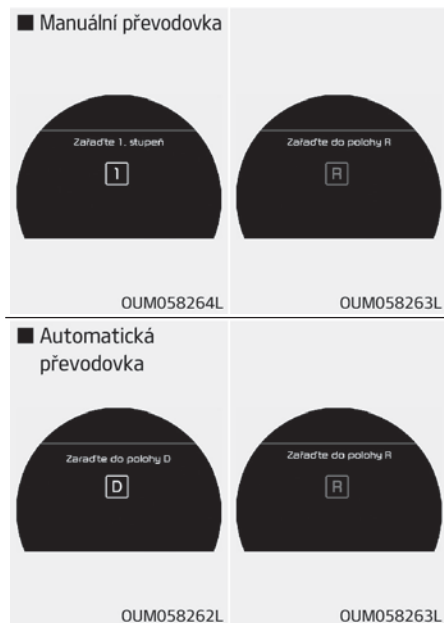 ■ Manuální převodovka
Zařaďte 1. stupeň
1
Zařaďte do polohy R
R
OUM058264L
OUM058263L
■ Automatická
převodovka
Zaraďte do polohy D
D
Zařaďte do polohy R
R
OUM058262L
OUM058263L